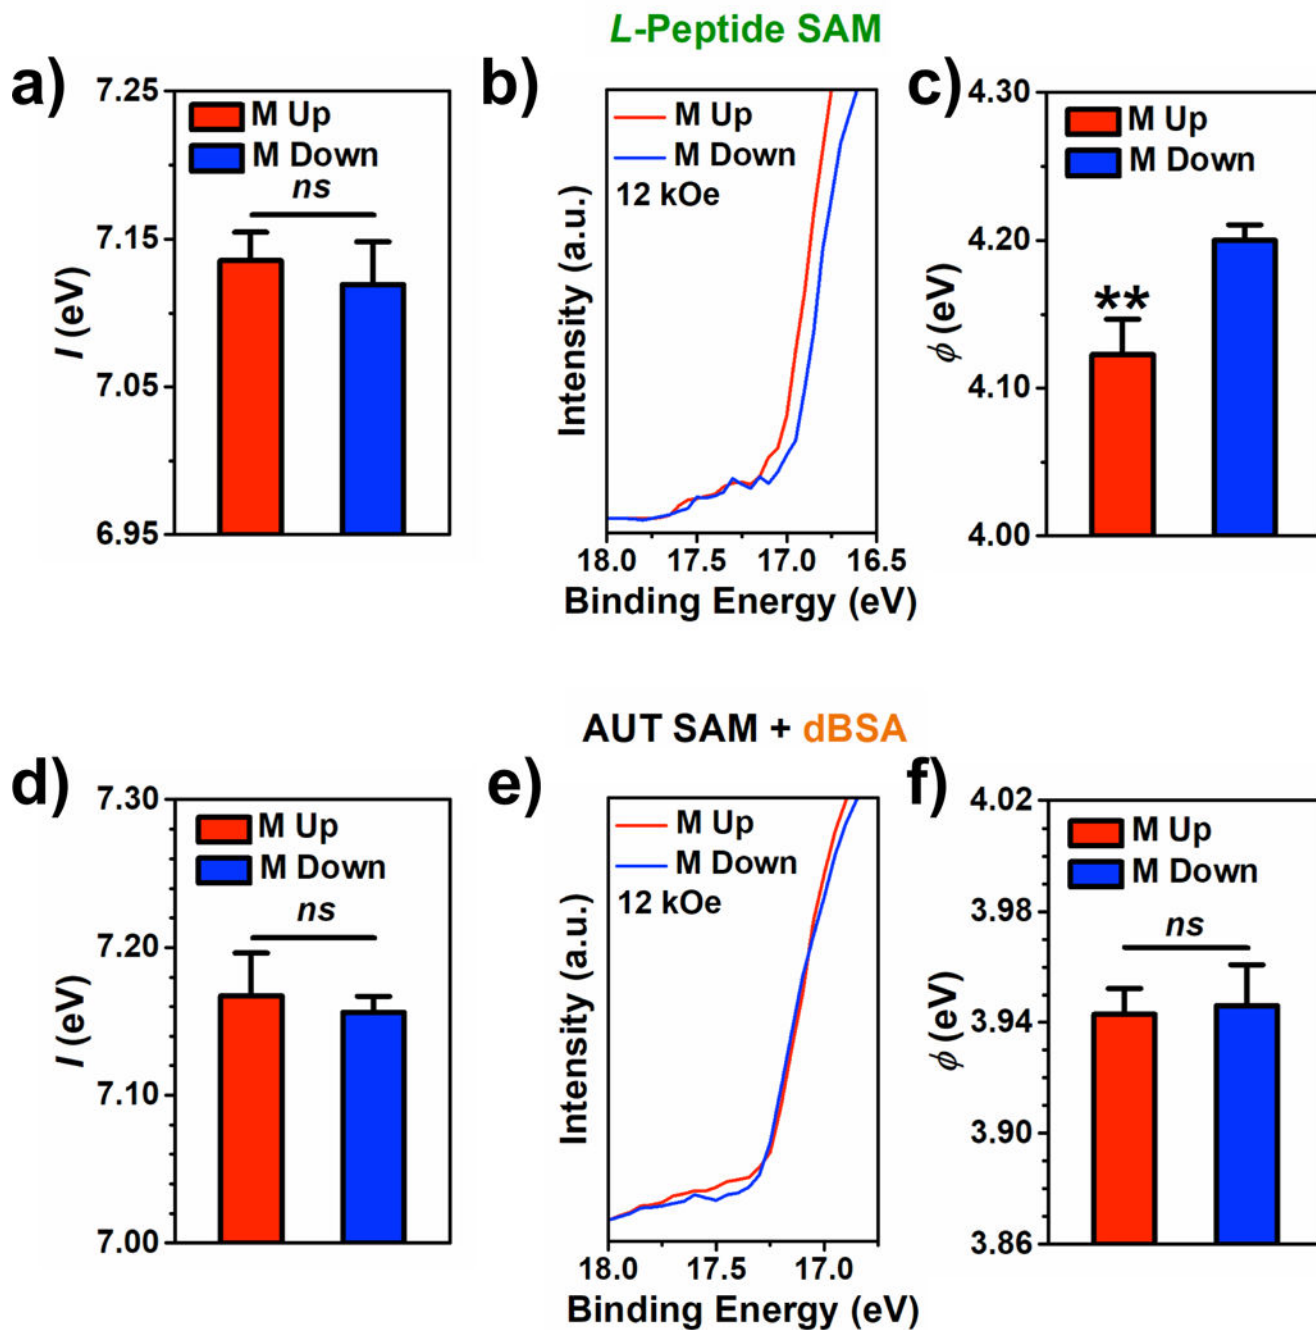 L-Peptide SAM
a)
7.25
7.15
7.05
6.95
I (eV)
M Up
M Down
ns
b)
M Up
M Down
12 kOe
Intensity (a.u.)
18.0 17.5 17.0 16.5
Binding Energy (eV)
c)
4.30
4.20
4.10
4.00
ϕ (eV)
M Up
M Down
**
AUT SAM + dBSA
d)
7.30
7.20
7.10
7.00
I (eV)
M Up
M Down
ns
e)
M Up
M Down
12 kOe
Intensity (a.u.)
18.0 17.5 17.0
Binding Energy (eV)
f)
4.02
3.98
3.94
3.90
3.86
ϕ (eV)
M Up
M Down
ns